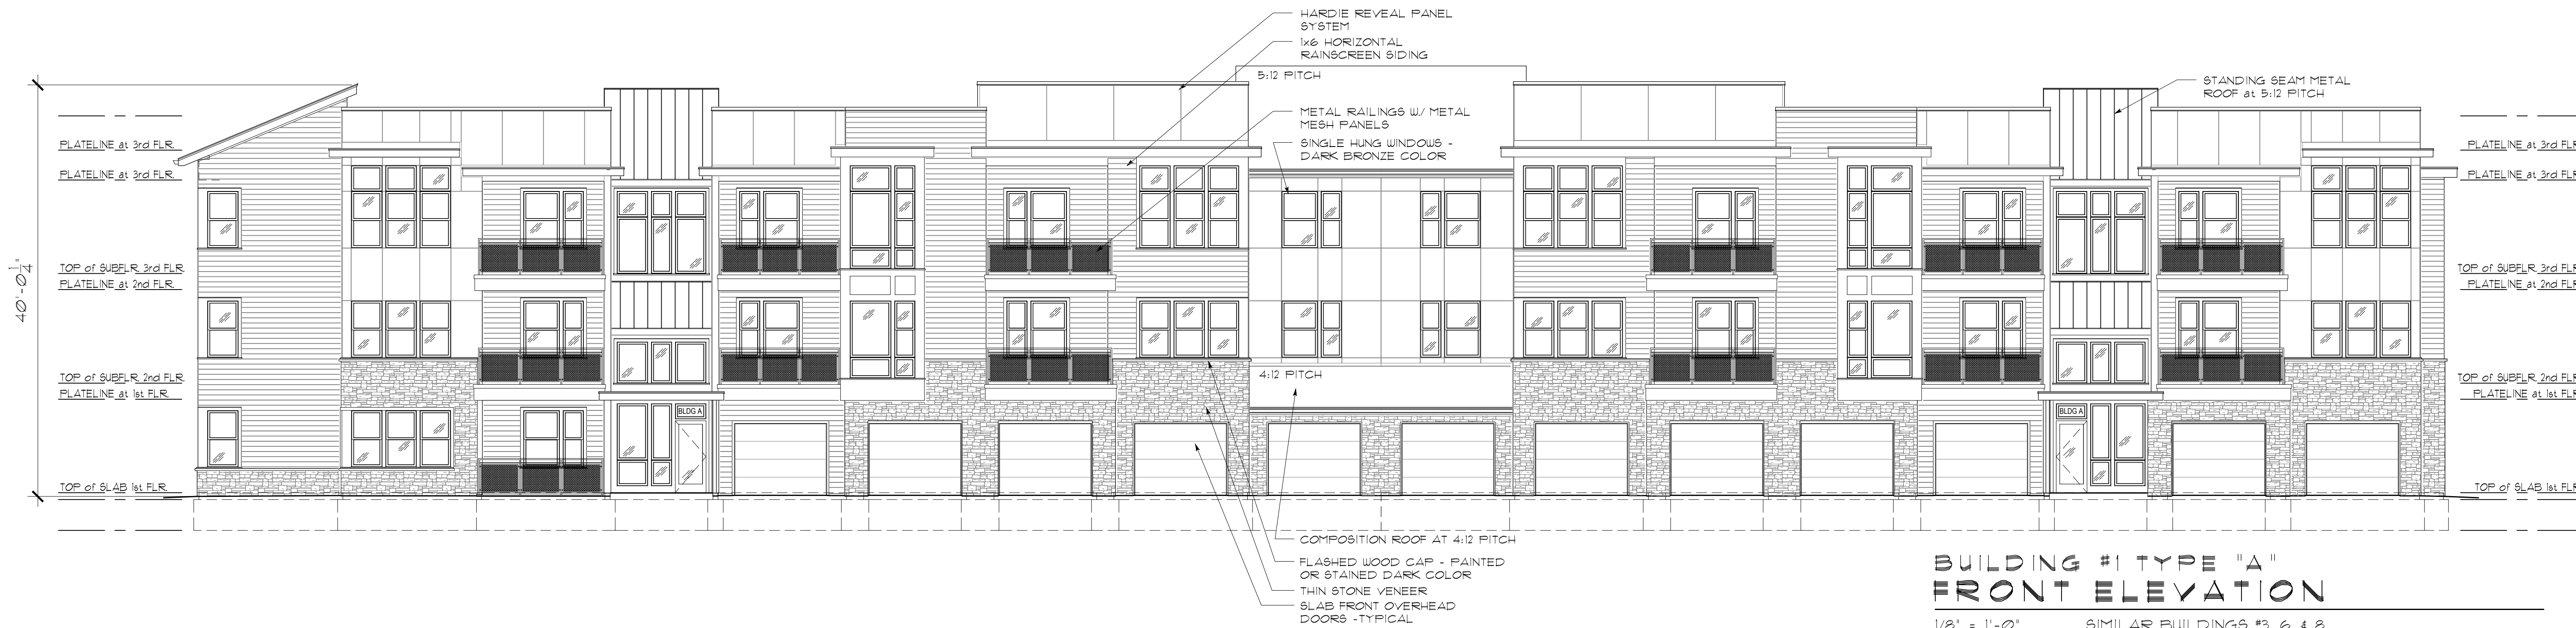 HARDIE REVEAL PANEL
SYSTEM
1x6 HORIZONTAL
RAINSCREEN SIDING
5:12 PITCH
METAL RAILINGS W/ METAL
MESH PANELS
SINGLE HUNG WINDOWS -
DARK BRONZE COLOR
STANDING SEAM METAL
ROOF at 5:12 PITCH
PLATELINE at 3rd FLR.
PLATELINE at 3rd FLR.
TOP of SUBFLR. 3rd FLR.
PLATELINE at 2nd FLR.
TOP of SUBFLR. 2nd FLR.
PLATELINE at 1st FLR.
TOP of SLAB 1st FLR.
40'-0 1/4"
BLDG A
4:12 PITCH
BLDG A
PLATELINE at 3rd FLR
PLATELINE at 3rd FLR
TOP of SUBFLR. 3rd FLR
PLATELINE at 2nd FLR
TOP of SUBFLR. 2nd FLR
PLATELINE at 1st FLR
TOP of SLAB 1st FLR
COMPOSITION ROOF AT 4:12 PITCH
FLASHED WOOD CAP - PAINTED
OR STAINED DARK COLOR
THIN STONE VENEER
SLAB FRONT OVERHEAD
DOORS -TYPICAL
BUILDING #1 TYPE "A"
FRONT ELEVATION
1/8" = 1'-0" SIMILAR BUILDINGS #3, 6, & 8